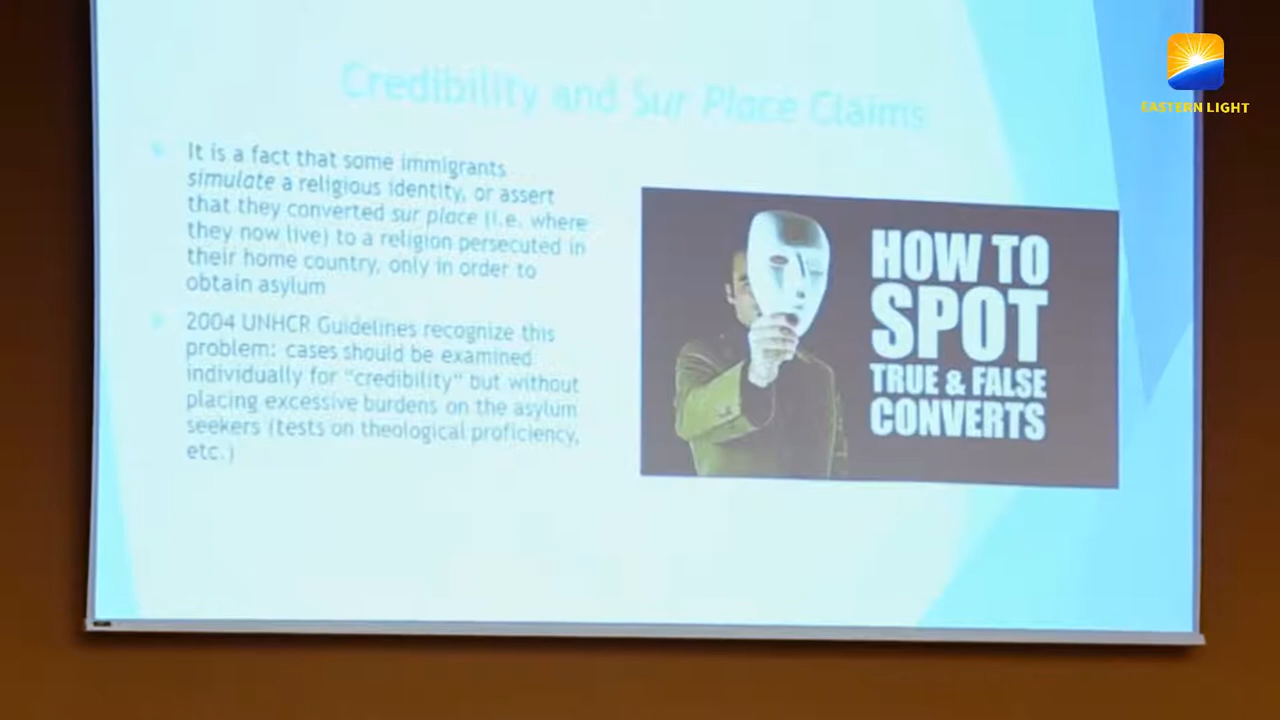 EASTERN LIGHT
Credibility and Sur Place Claims
It is a fact that some immigrants
simulate a religious identity, or assert
that they converted sur place (i.e. where
they now live) to a religion persecuted in
their home country, only in order to
obtain asylum
2004 UNHCR Guidelines recognize this
problem: cases should be examined
individually for “credibility” but without
placing excessive burdens on the asylum
seekers (tests on theological proficiency,
etc.)
HOW TO
SPOT
TRUE & FALSE
CONVERTS